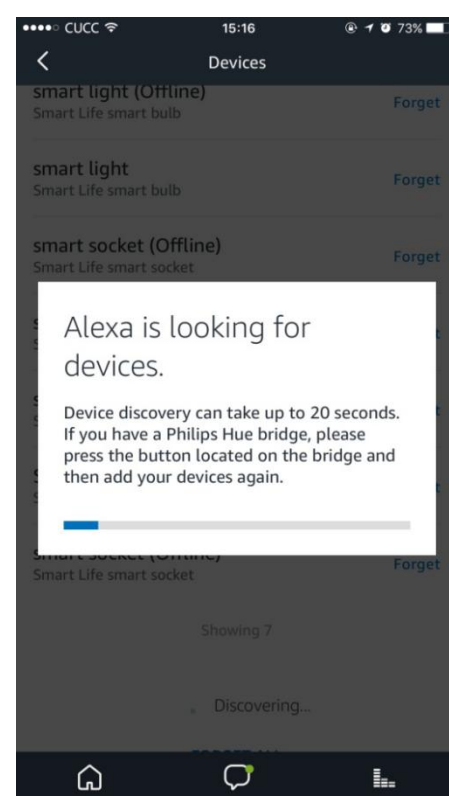 CUCC 15:16 73%
Devices
smart light (Offline)
Smart Life smart bulb
Forget
smart light
Smart Life smart bulb
Forget
smart socket (Offline)
Smart Life smart socket
Forget
Alexa is looking for
devices.
Device discovery can take up to 20 seconds.
If you have a Philips Hue bridge, please
press the button located on the bridge and
then add your devices again.
smart socket (Offline)
Smart Life smart socket
Forget
Showing 7
Discovering...